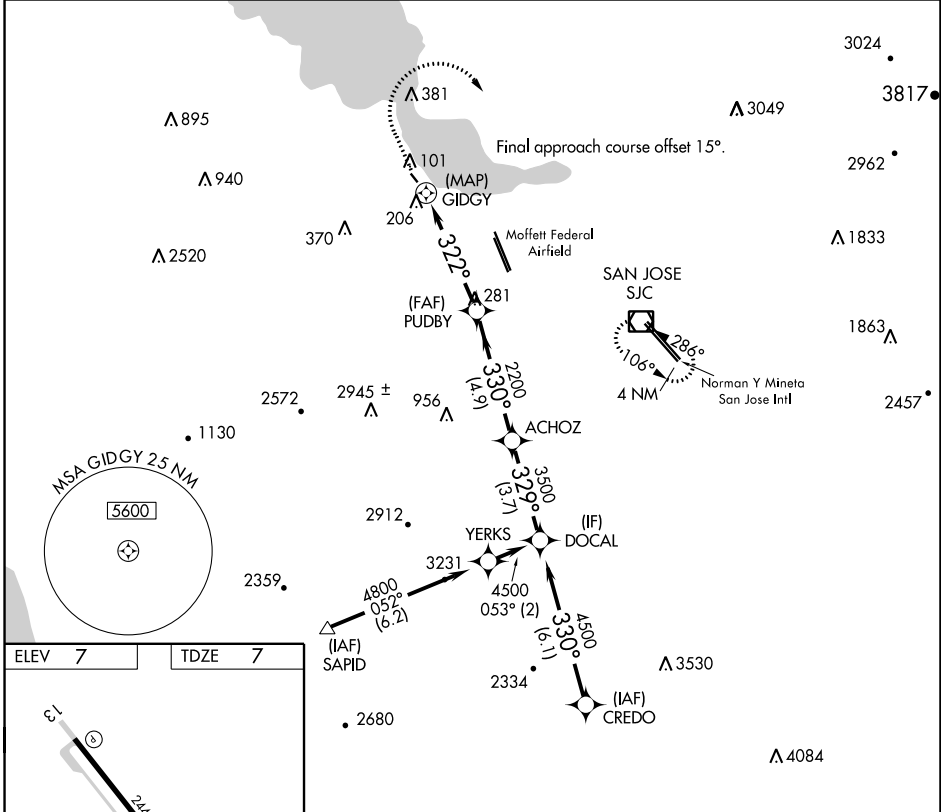 3024
3817
381
3049
895
Final approach course offset 15°.
2962
101
940
(MAP)
GIDGY
206
370
Moffett Federal
Airfield
1833
2520
322°
SAN JOSE
SJC
281
(FAF)
PUDBY
286°
1863
106°
4 NM
Norman Y Mineta
San Jose Intl
2200
330°
(4.9)
2572
2945 ±
956
2457
1130
ACHOZ
MSA GIDGY 25 NM
5600
3500
329°
(3.7)
2912
YERKS
(IF)
DOCAL
3231
2359
4800
052°
(6.2)
4500
053° (2)
(IAF)
SAPID
4500
330°
(6.1)
ELEV 7
TDZE 7
2334
3530
(IAF)
CREDO
2680
13
P
4084